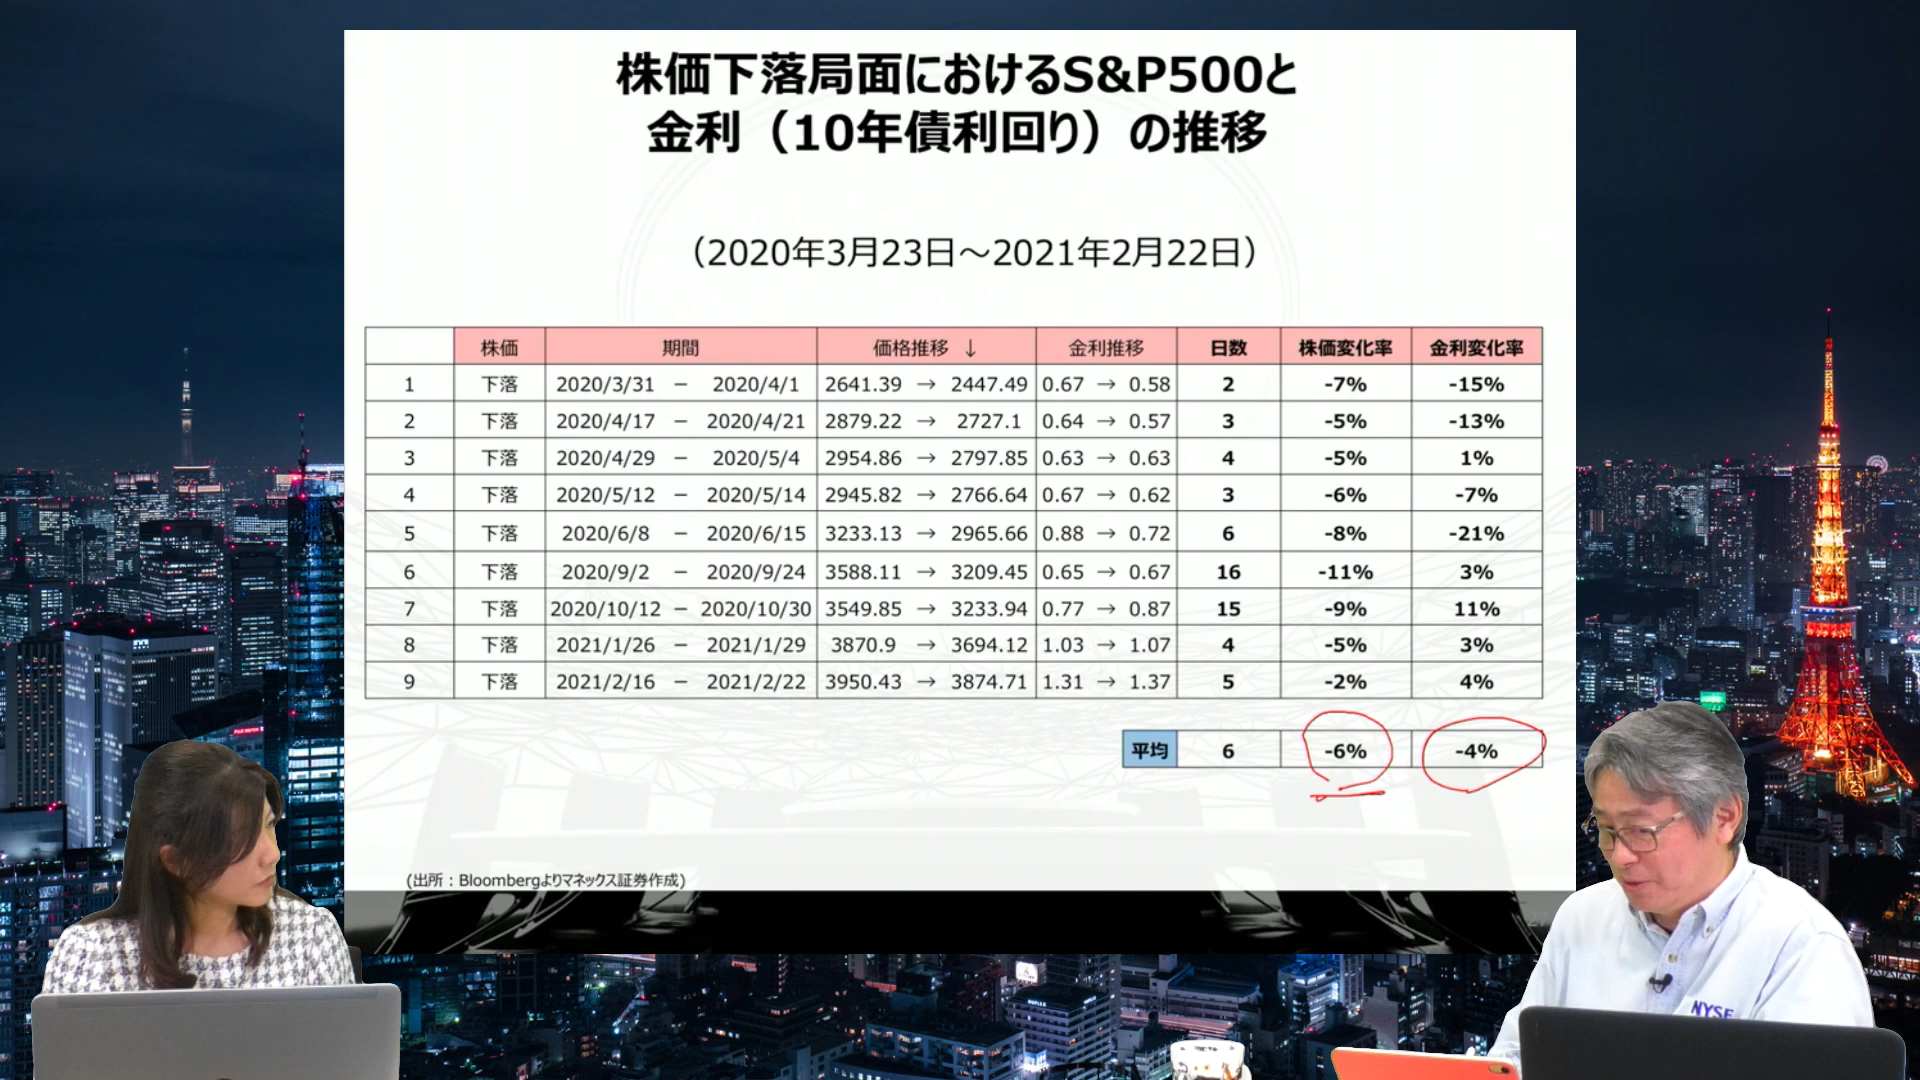 株価下落局面におけるS&P500と
金利（10年債利回り）の推移
（2020年3月23日～2021年2月22日）
株価 期間 価格推移 ↓ 金利推移 日数 株価変化率 金利変化率
1 下落 2020/3/31 － 2020/4/1 2641.39 → 2447.49 0.67 → 0.58 2 -7% -15%
2 下落 2020/4/17 － 2020/4/21 2879.22 → 2727.1 0.64 → 0.57 3 -5% -13%
3 下落 2020/4/29 － 2020/5/4 2954.86 → 2797.85 0.63 → 0.63 4 -5% 1%
4 下落 2020/5/12 － 2020/5/14 2945.82 → 2766.64 0.67 → 0.62 3 -6% -7%
5 下落 2020/6/8 － 2020/6/15 3233.13 → 2965.66 0.88 → 0.72 6 -8% -21%
6 下落 2020/9/2 － 2020/9/24 3588.11 → 3209.45 0.65 → 0.67 16 -11% 3%
7 下落 2020/10/12 － 2020/10/30 3549.85 → 3233.94 0.77 → 0.87 15 -9% 11%
8 下落 2021/1/26 － 2021/1/29 3870.9 → 3694.12 1.03 → 1.07 4 -5% 3%
9 下落 2021/2/16 － 2021/2/22 3950.43 → 3874.71 1.31 → 1.37 5 -2% 4%
平均 6 -6% -4%
(出所：Bloombergよりマネックス証券作成)
NYSE